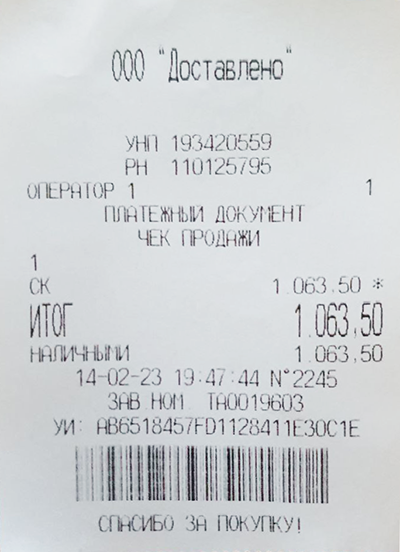 ООО "Доставлено"
УНП 193420559
РН 110125795
ОПЕРАТОР 1 1
ПЛАТЕЖНЫЙ ДОКУМЕНТ
ЧЕК ПРОДАЖИ
1
СК 1.063,50 *
ИТОГ 1.063,50
НАЛИЧНЫМИ 1.063,50
14-02-23 19:47:44 N°2245
ЗАВ НОМ TA0019603
УИ: AB6518457FD1128411E30C1E
СПАСИБО ЗА ПОКУПКУ!